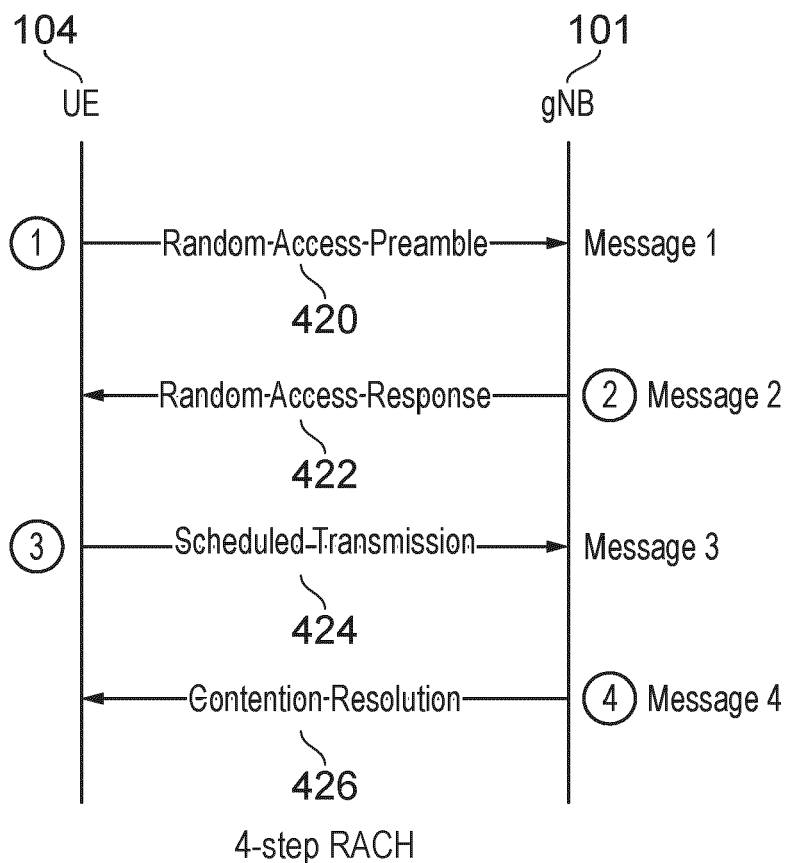 104 101
UE gNB
1 Random-Access-Preamble Message 1
420
Random-Access-Response 2 Message 2
422
3 Scheduled-Transmission Message 3
424
Contention-Resolution 4 Message 4
426
4-step RACH